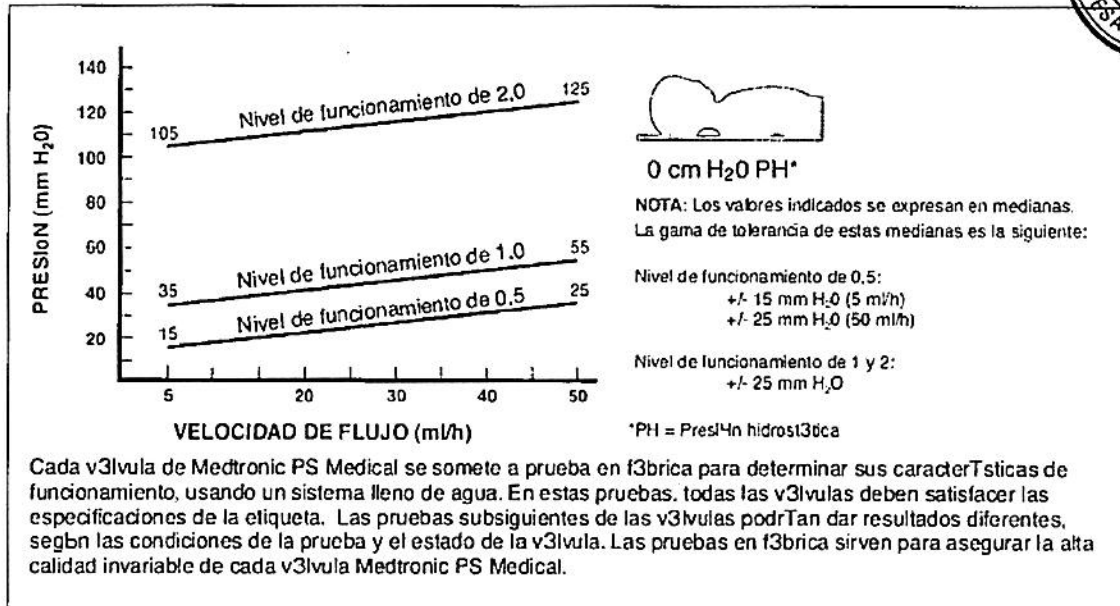 140
120
100
80
60
40
20
PRESIoN (mm H₂0)
105
Nivel de funcionamiento de 2,0
125
35
Nivel de funcionamiento de 1,0
55
15
Nivel de funcionamiento de 0,5
25
5
20
30
40
50
VELOCIDAD DE FLUJO (ml/h)
0 cm H₂0 PH*
NOTA: Los valores indicados se expresan en medianas.
La gama de tolerancia de estas medianas es la siguiente:
Nivel de funcionamiento de 0,5:
+/- 15 mm H₂0 (5 ml/h)
+/- 25 mm H₂0 (50 ml/h)
Nivel de funcionamiento de 1 y 2:
+/- 25 mm H₂O
*PH = Presl4n hidrost3tica
Cada v3lvula de Medtronic PS Medical se somete a prueba en f3brica para determinar sus caracterTsticas de
funcionamiento, usando un sistema lleno de agua. En estas pruebas, todas las v3lvulas deben satisfacer las
especificaciones de la etiqueta. Las pruebas subsiguientes de las v3lvulas podrTan dar resultados diferentes,
segbn las condiciones de la prueba y el estado de la v3lvula. Las pruebas en f3brica sirven para asegurar la alta
calidad invariable de cada v3lvula Medtronic PS Medical.